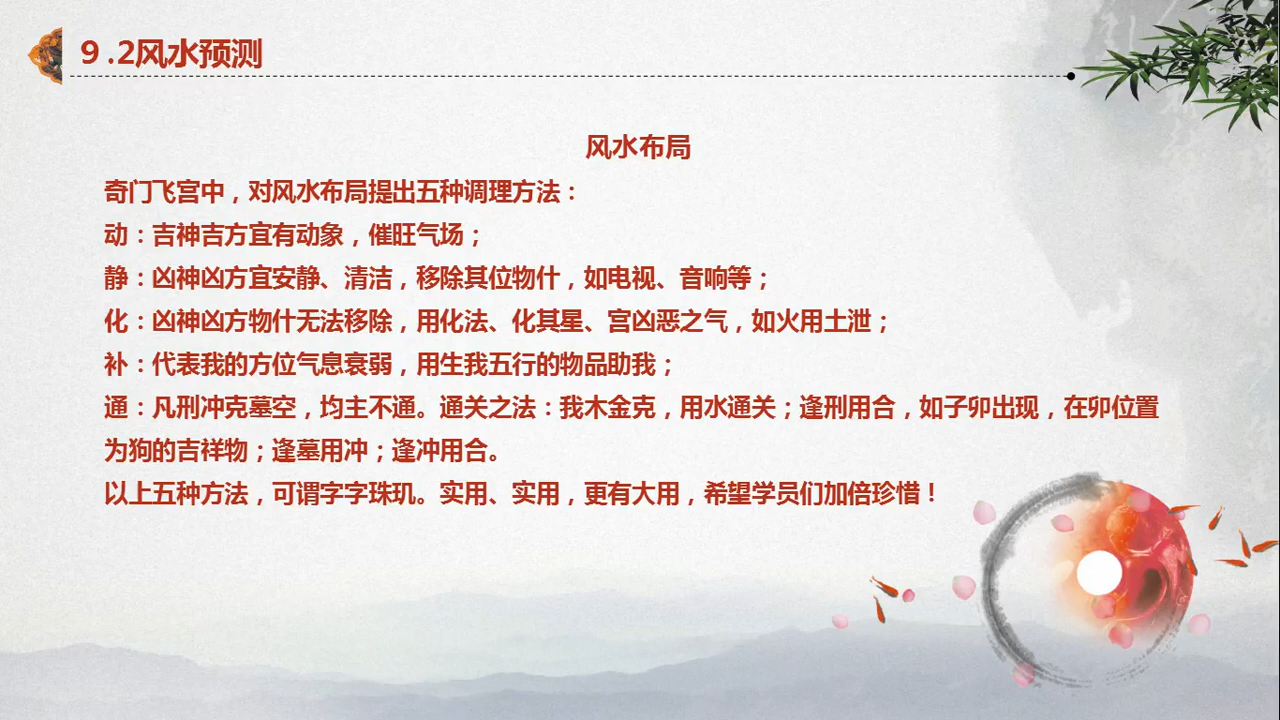 9.2风水预测
风水布局
奇门飞宫中，对风水布局提出五种调理方法：
动：吉神吉方宜有动象，催旺气场；
静：凶神凶方宜安静、清洁，移除其位物什，如电视、音响等；
化：凶神凶方物什无法移除，用化法、化其星、宫凶恶之气，如火用土泄；
补：代表我的方位气息衰弱，用生我五行的物品助我；
通：凡刑冲克墓空，均主不通。通关之法：我木金克，用水通关；逢刑用合，如子卯出现，在卯位置
为狗的吉祥物；逢墓用冲；逢冲用合。
以上五种方法，可谓字字珠玑。实用、实用，更有大用，希望学员们加倍珍惜！